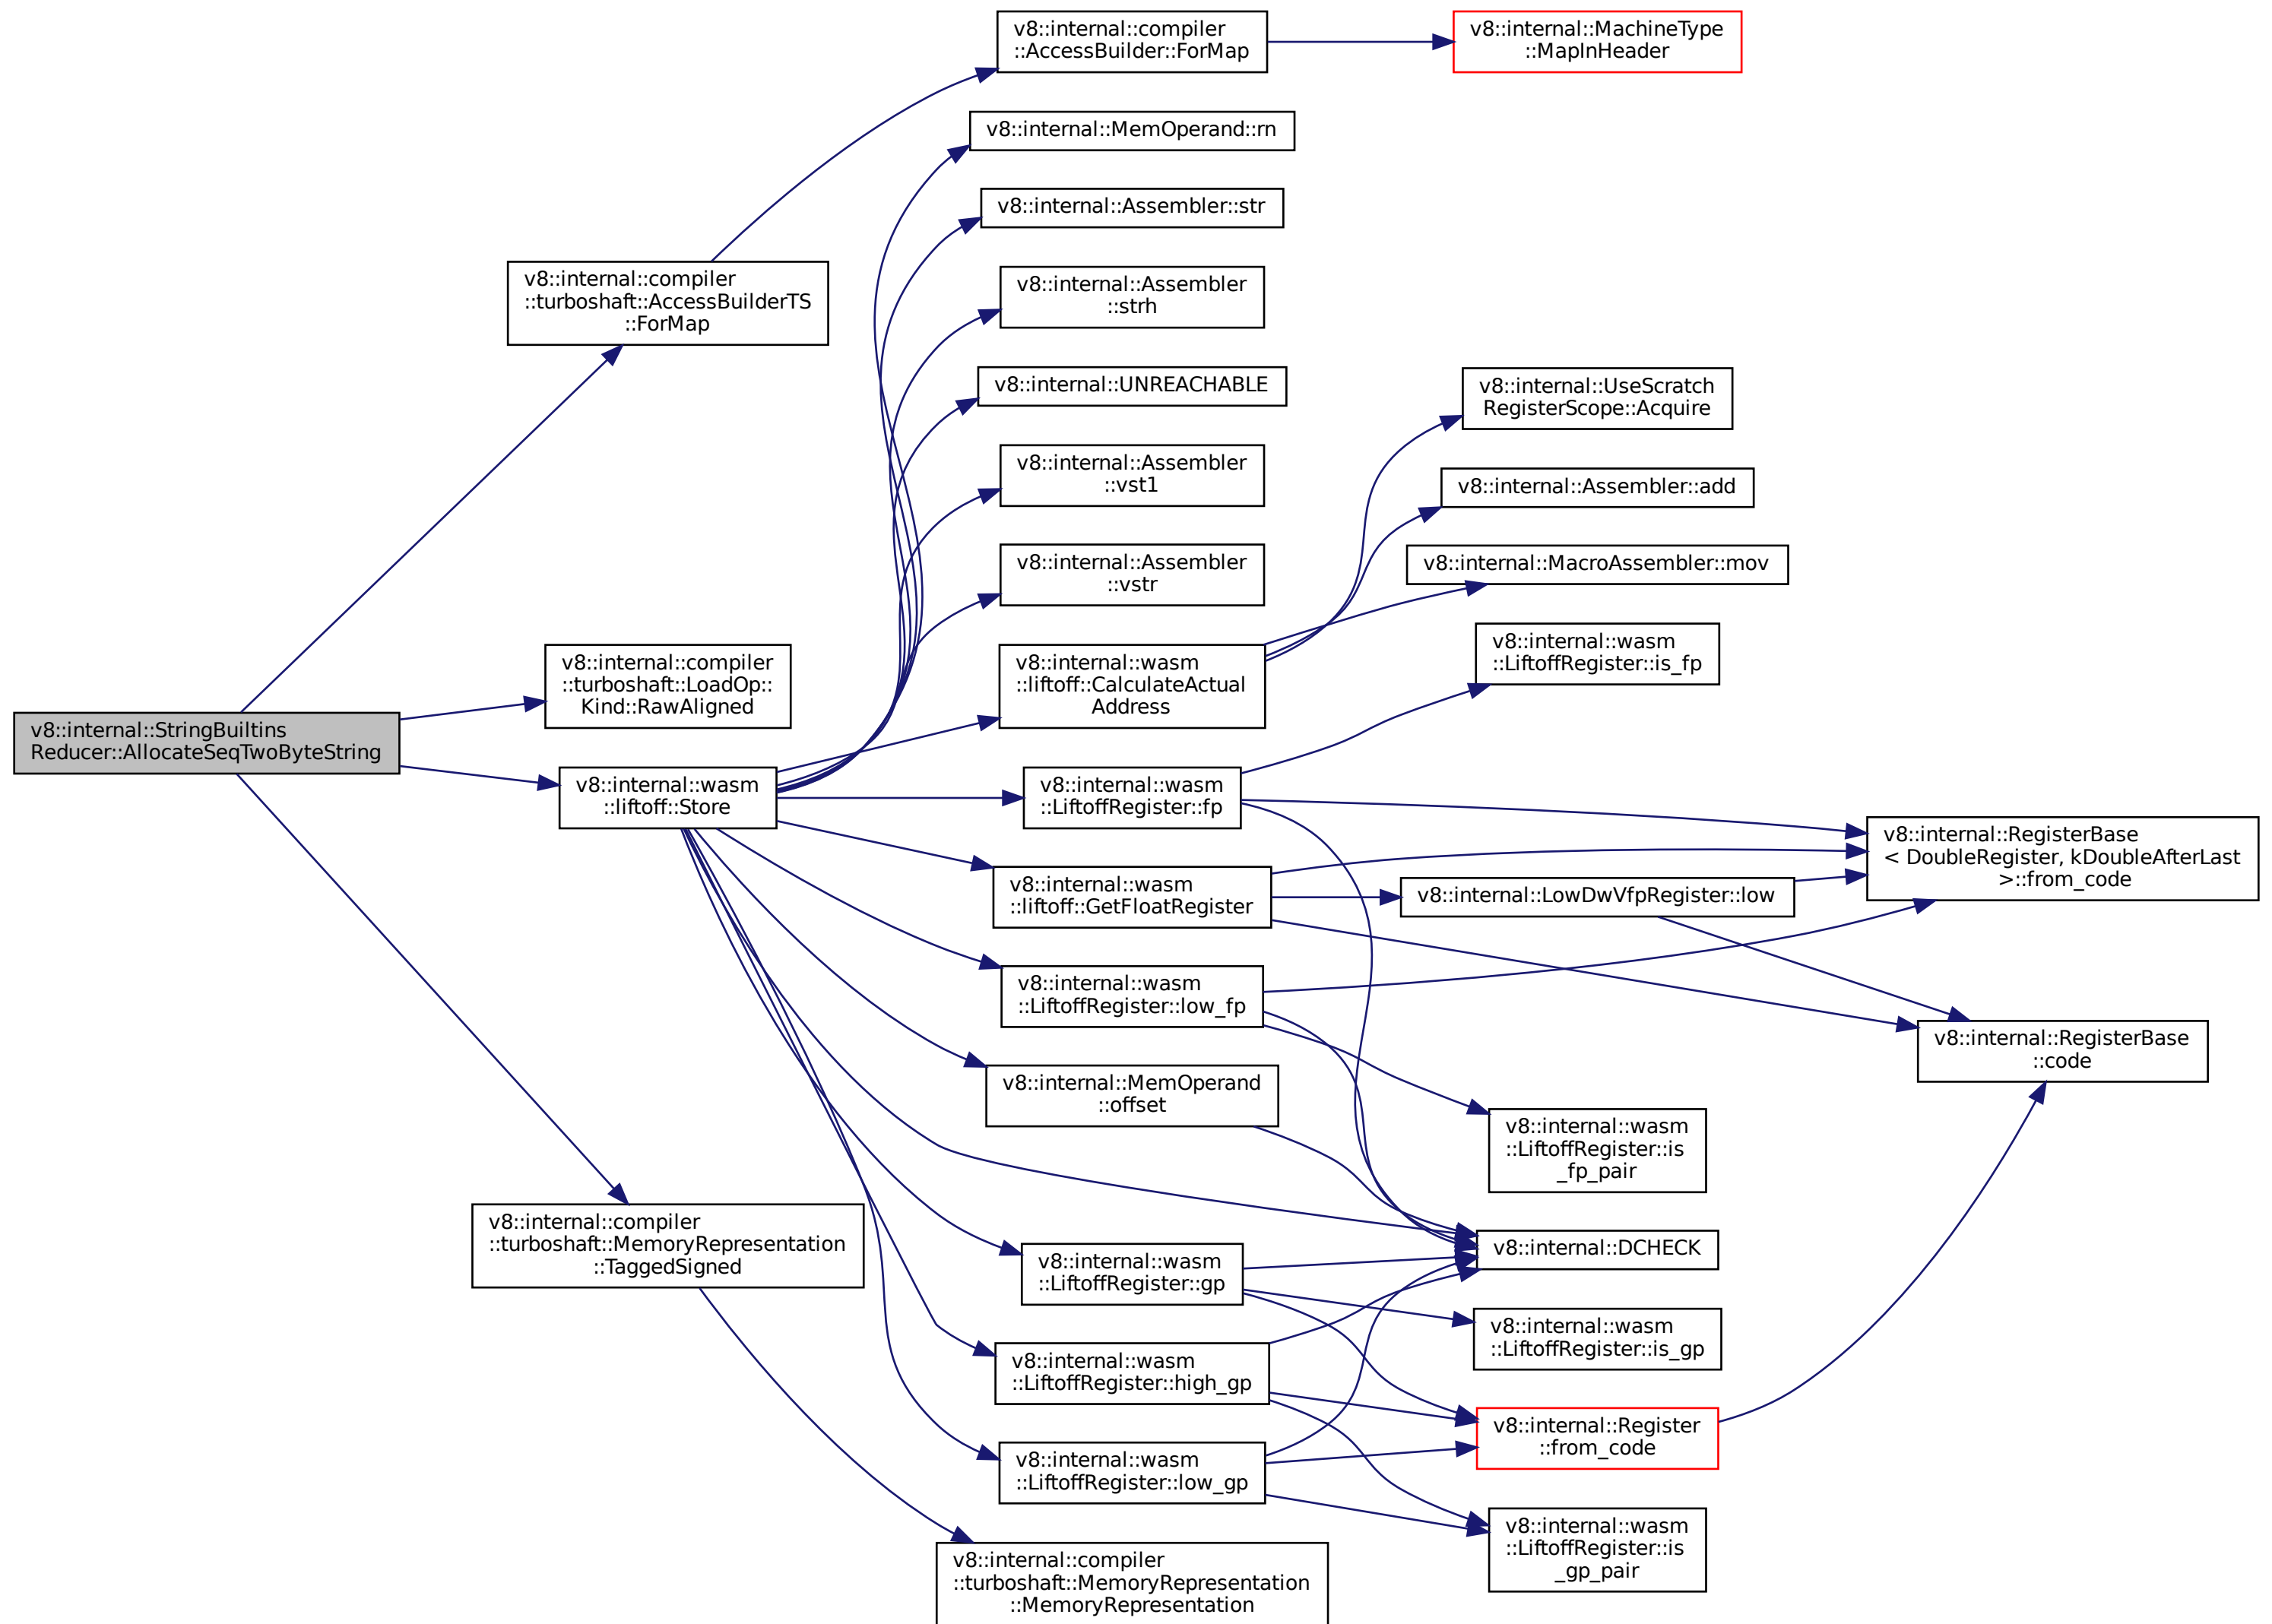 v8::internal::compiler
::AccessBuilder::ForMap
v8::internal::MachineType
::MapInHeader
v8::internal::MemOperand::rn
v8::internal::Assembler::str
v8::internal::compiler
::turboshaft::AccessBuilderTS
::ForMap
v8::internal::Assembler
::strh
v8::internal::UNREACHABLE
v8::internal::UseScratch
RegisterScope::Acquire
v8::internal::Assembler
::vst1
v8::internal::Assembler::add
v8::internal::Assembler
::vstr
v8::internal::MacroAssembler::mov
v8::internal::wasm
::LiftoffRegister::is_fp
v8::internal::compiler
::turboshaft::LoadOp::
Kind::RawAligned
v8::internal::wasm
::liftoff::CalculateActual
Address
v8::internal::StringBuiltins
Reducer::AllocateSeqTwoByteString
v8::internal::wasm
::liftoff::Store
v8::internal::wasm
::LiftoffRegister::fp
v8::internal::RegisterBase
< DoubleRegister, kDoubleAfterLast
>::from_code
v8::internal::wasm
::liftoff::GetFloatRegister
v8::internal::LowDwVfpRegister::low
v8::internal::wasm
::LiftoffRegister::low_fp
v8::internal::RegisterBase
::code
v8::internal::MemOperand
::offset
v8::internal::wasm
::LiftoffRegister::is
_fp_pair
v8::internal::compiler
::turboshaft::MemoryRepresentation
::TaggedSigned
v8::internal::DCHECK
v8::internal::wasm
::LiftoffRegister::gp
v8::internal::wasm
::LiftoffRegister::is_gp
v8::internal::wasm
::LiftoffRegister::high_gp
v8::internal::Register
::from_code
v8::internal::wasm
::LiftoffRegister::low_gp
v8::internal::wasm
::LiftoffRegister::is
_gp_pair
v8::internal::compiler
::turboshaft::MemoryRepresentation
::MemoryRepresentation